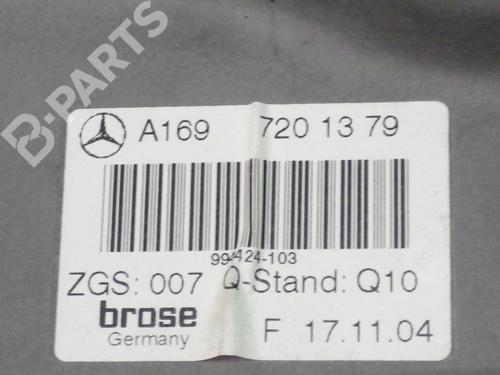 B-PARTS
A169 720 13 79
99/424-103
ZGS: 007 Q-Stand: Q10
brose
Germany F 17.11.04